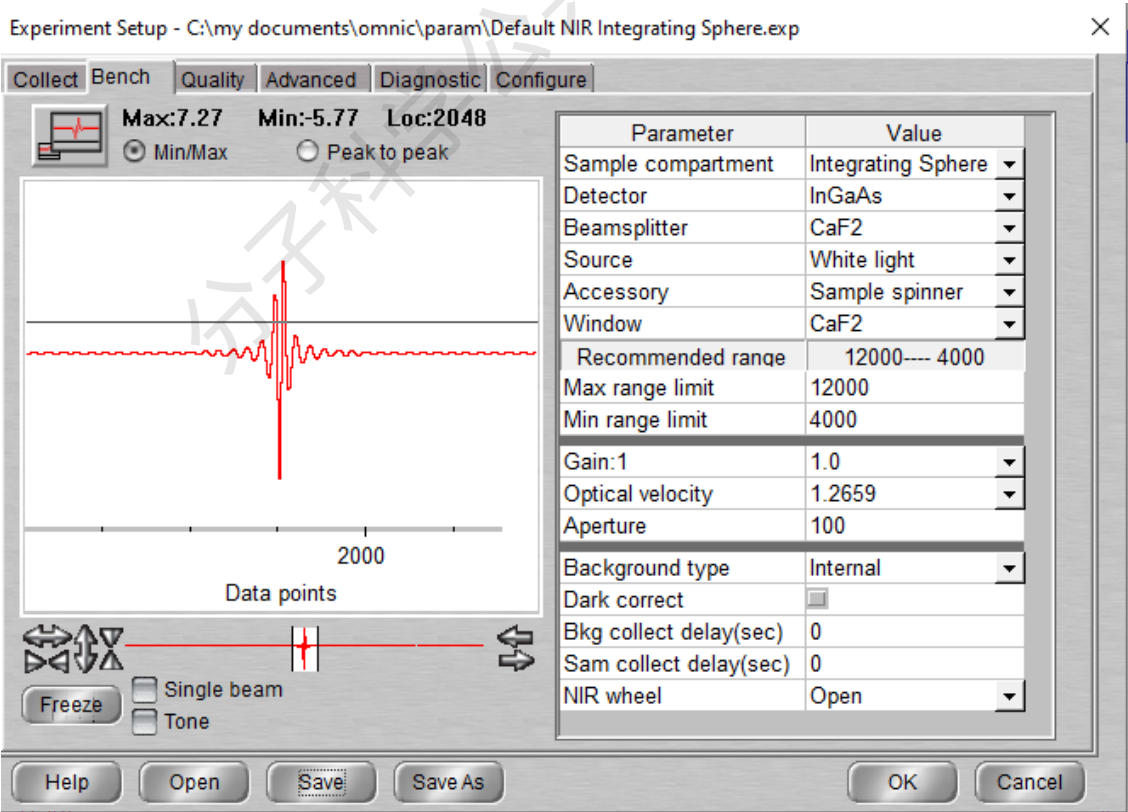 Experiment Setup - C:\my documents\omnic\param\Default NIR Integrating Sphere.exp
Collect Bench Quality Advanced Diagnostic Configure
Max:7.27 Min:-5.77 Loc:2048
Min/Max Peak to peak
2000
Data points
Freeze
Single beam
Tone
Parameter Value
Sample compartment Integrating Sphere
Detector InGaAs
Beamsplitter CaF2
Source White light
Accessory Sample spinner
Window CaF2
Recommended range 12000---- 4000
Max range limit 12000
Min range limit 4000
Gain:1 1.0
Optical velocity 1.2659
Aperture 100
Background type Internal
Dark correct
Bkg collect delay(sec) 0
Sam collect delay(sec) 0
NIR wheel Open
Help Open Save Save As OK Cancel
分子科学公